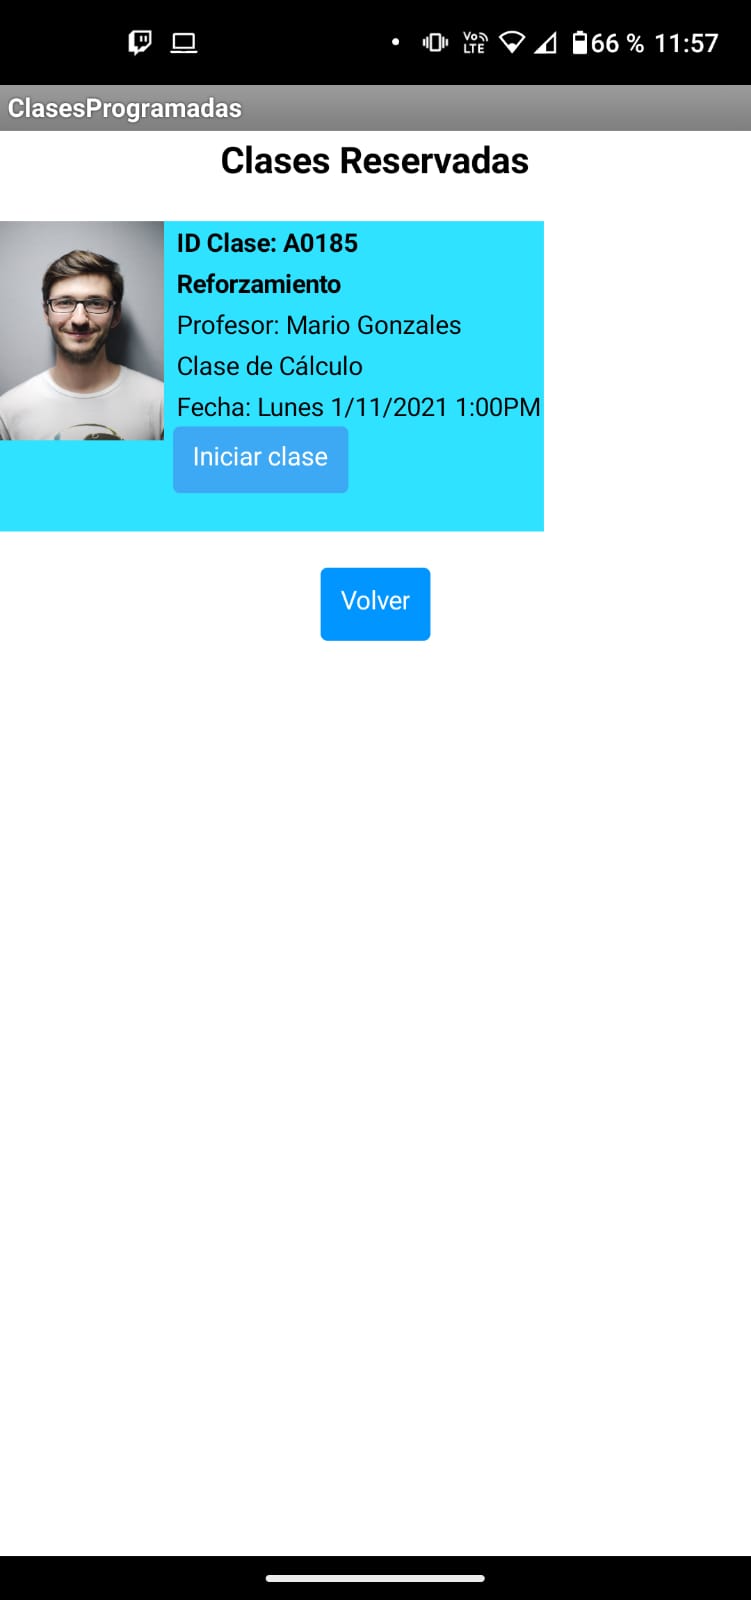 Vo LTE 66 % 11:57
ClasesProgramadas
Clases Reservadas
ID Clase: A0185
Reforzamiento
Profesor: Mario Gonzales
Clase de Cálculo
Fecha: Lunes 1/11/2021 1:00PM
Iniciar clase
Volver